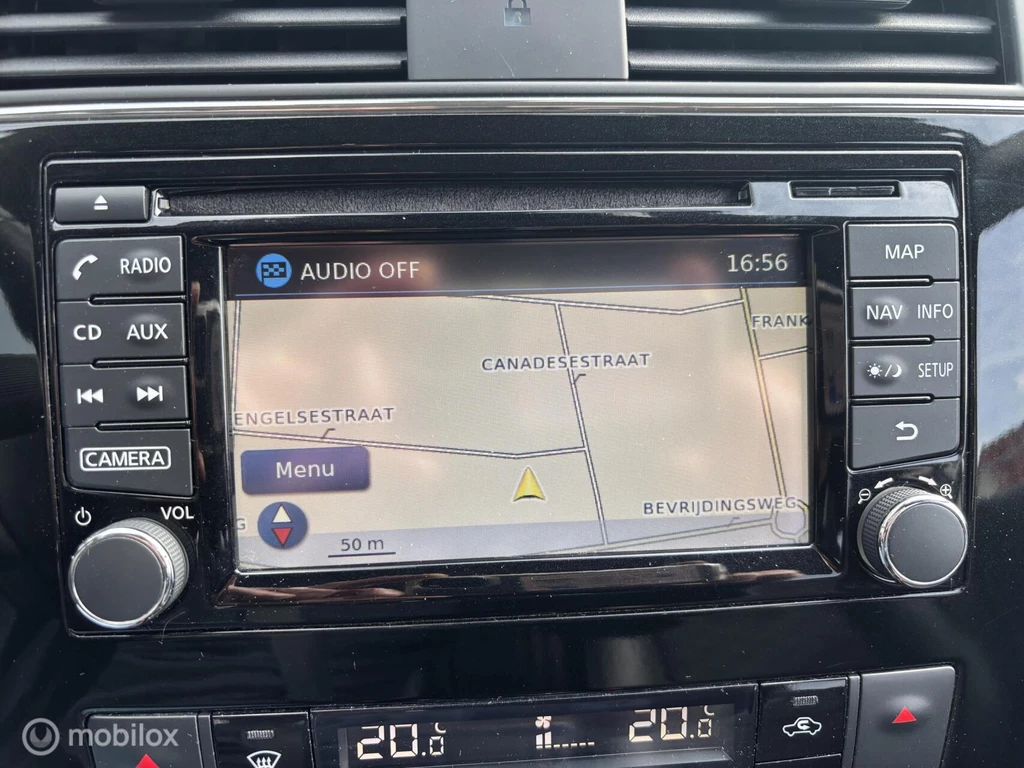 RADIO
CD AUX
CAMERA
VOL
AUDIO OFF
16:56
FRANK
CANADESESTRAAT
ENGELSESTRAAT
Menu
BEVRIJDINGSWEG
G
50 m
MAP
NAV INFO
SETUP
20.0°C
20.0°C
mobilox